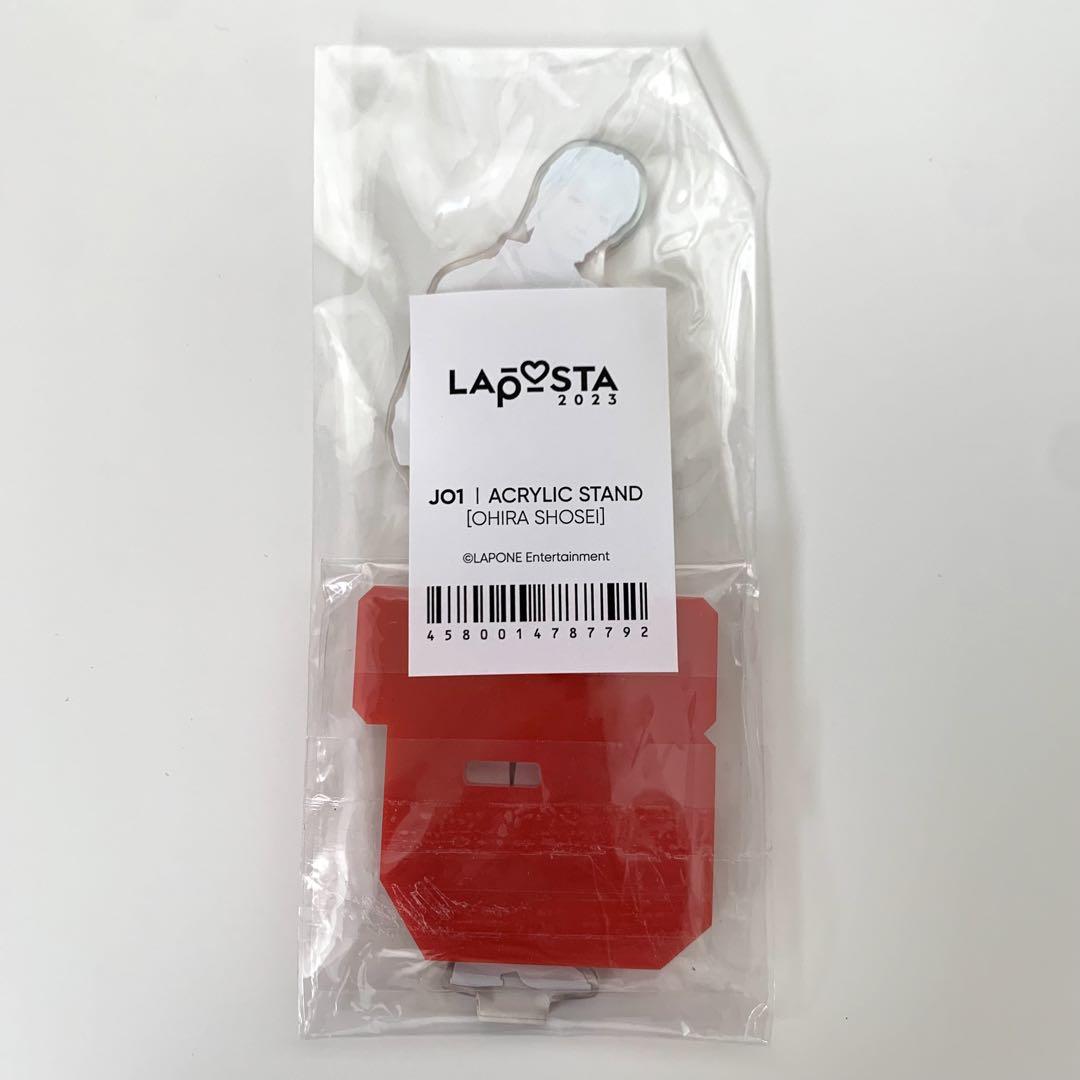 LAPOSTA
2023
JO1 | ACRYLIC STAND
[OHIRA SHOSEI]
©LAPONE Entertainment
4580014787792